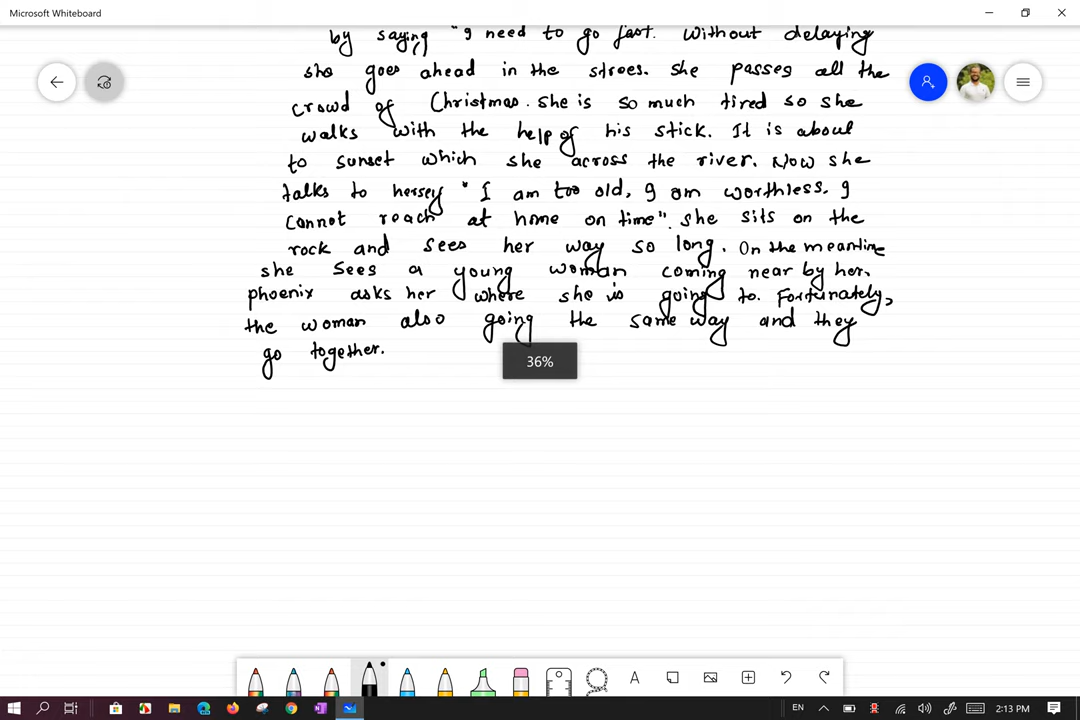 Microsoft Whiteboard
by saying "I need to go fast. Without delaying
she goes ahead in the stroes. She passes all the
crowd of Christmas. She is so much tired so she
walks with the help of his stick. It is about
to sunset which she across the river. Now she
talks to hersey "I am too old, I am worthless, I
cannot reach at home on time". she sits on the
rock and sees her way so long. On the meantime
she sees a young woman coming near by her.
phoenix asks her where she is going to. Fortunately,
the woman also going the same way and they
go together.
36%
A
EN 2:13 PM